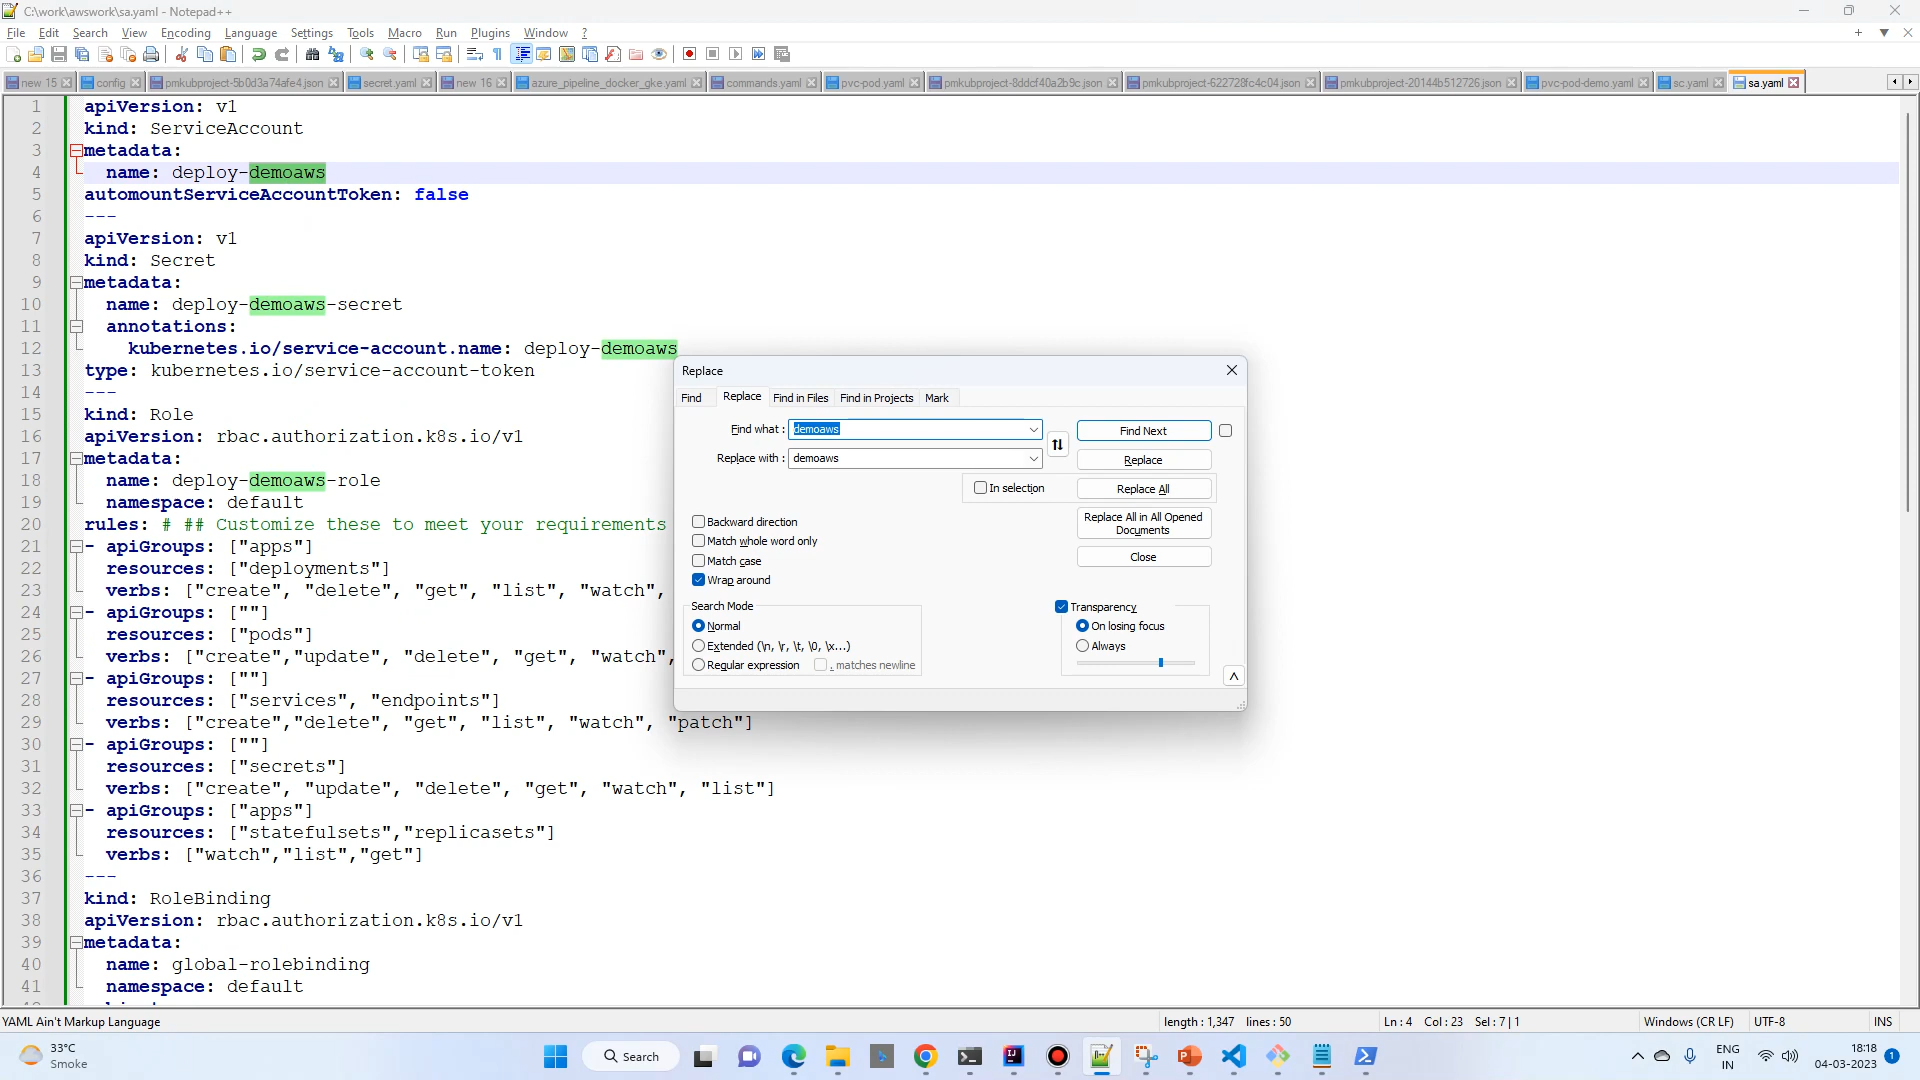 C:\work\awswork\sa.yaml - Notepad++
File Edit Search View Encoding Language Settings Tools Macro Run Plugins Window ?
new 15 config pmkubproject-5b0d3a74afe4.json secret.yaml new 16 azure_pipeline_docker_gke.yaml commands.yaml pvc-pod.yaml pmkubproject-8ddcf40a2b9c.json pmkubproject-622728fc4c04.json pmkubproject-20144b512726.json pvc-pod-demo.yaml sc.yaml sa.yaml
1 apiVersion: v1
2 kind: ServiceAccount
3 metadata:
4 name: deploy-demoaws
5 automountServiceAccountToken: false
6 ---
7 apiVersion: v1
8 kind: Secret
9 metadata:
10 name: deploy-demoaws-secret
11 annotations:
12 kubernetes.io/service-account.name: deploy-demoaws
13 type: kubernetes.io/service-account-token
14 ---
15 kind: Role
16 apiVersion: rbac.authorization.k8s.io/v1
17 metadata:
18 name: deploy-demoaws-role
19 namespace: default
20 rules: # ## Customize these to meet your requirements
21 - apiGroups: ["apps"]
22 resources: ["deployments"]
23 verbs: ["create", "delete", "get", "list", "watch",
24 - apiGroups: [""]
25 resources: ["pods"]
26 verbs: ["create","update", "delete", "get", "watch",
27 - apiGroups: [""]
28 resources: ["services", "endpoints"]
29 verbs: ["create","delete", "get", "list", "watch", "patch"]
30 - apiGroups: [""]
31 resources: ["secrets"]
32 verbs: ["create", "update", "delete", "get", "watch", "list"]
33 - apiGroups: ["apps"]
34 resources: ["statefulsets","replicasets"]
35 verbs: ["watch","list","get"]
36 ---
37 kind: RoleBinding
38 apiVersion: rbac.authorization.k8s.io/v1
39 metadata:
40 name: global-rolebinding
41 namespace: default
Replace
Find Replace Find in Files Find in Projects Mark
Find what : demoaws Find Next
Replace with : demoaws Replace
In selection Replace All
Replace All in All Opened Documents
Close
Backward direction
Match whole word only
Match case
Wrap around
Search Mode
Normal
Extended (\n, \r, \t, \0, \x...)
Regular expression . matches newline
Transparency
On losing focus
Always
YAML Ain't Markup Language length : 1,347 lines : 50 Ln : 4 Col : 23 Sel : 7 | 1 Windows (CR LF) UTF-8 INS
33°C
Smoke
Search
ENG
IN
18:18
04-03-2023
1